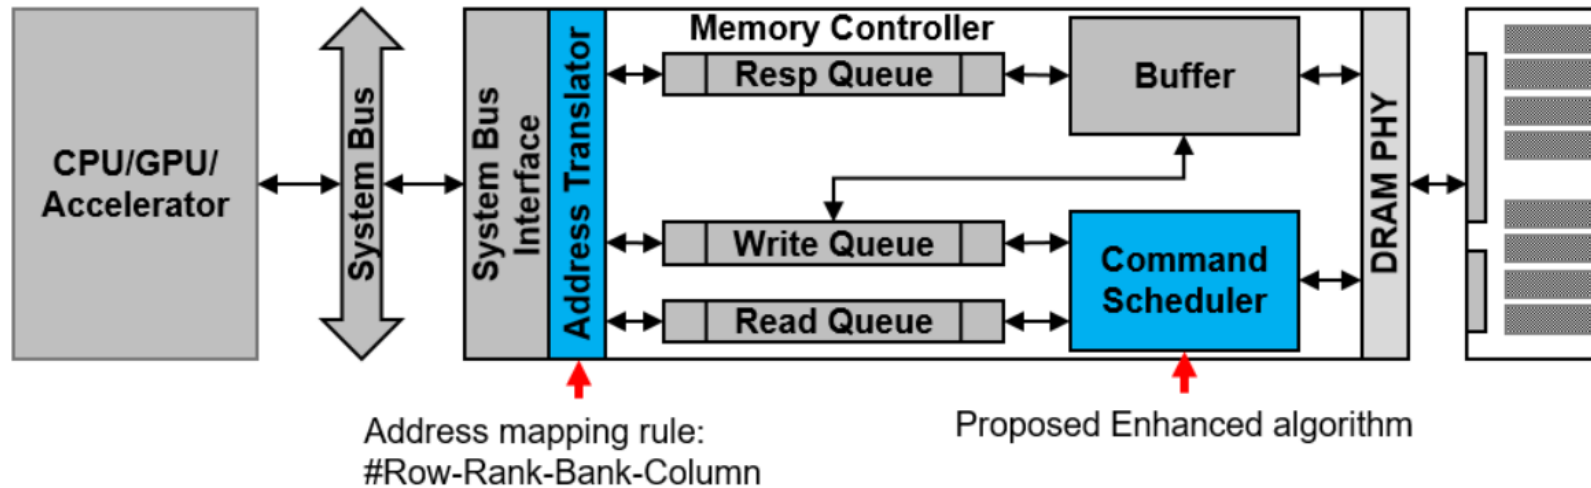 CPU/GPU/
Accelerator
System Bus
System Bus
Interface
Address Translator
Memory Controller
Resp Queue
Buffer
Write Queue
Read Queue
Command
Scheduler
DRAM PHY
Address mapping rule:
#Row-Rank-Bank-Column
Proposed Enhanced algorithm